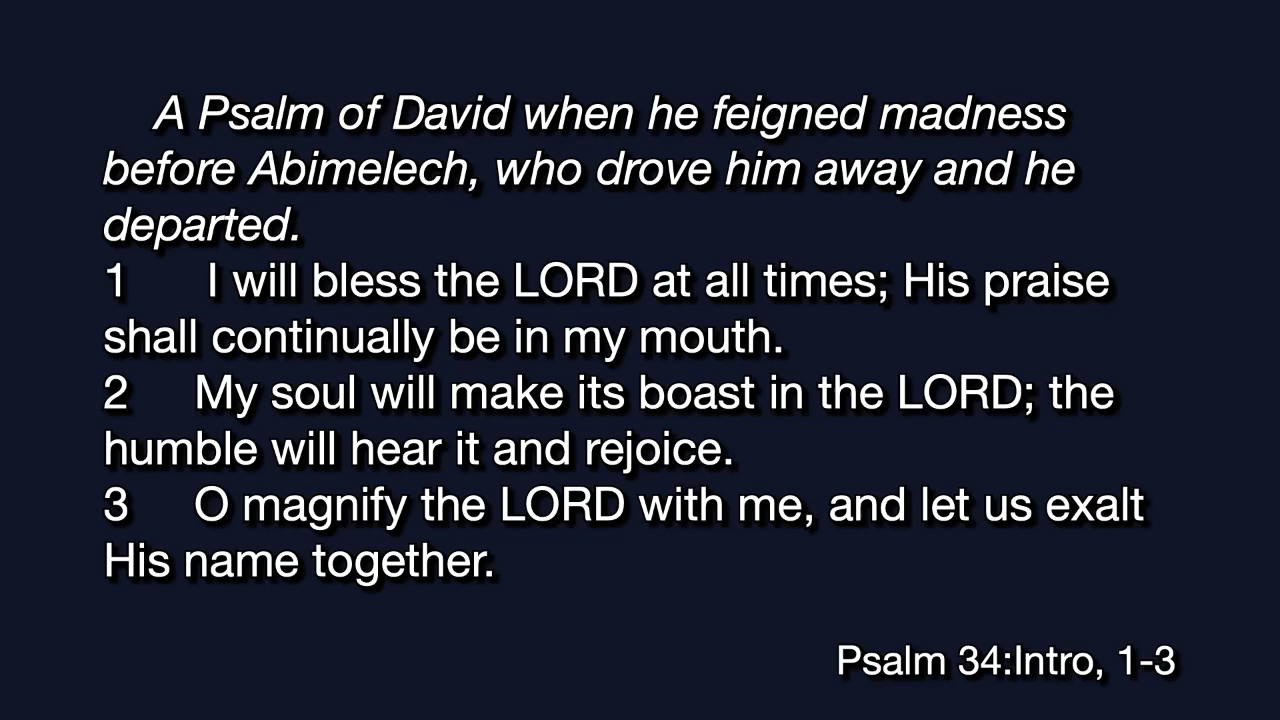 A Psalm of David when he feigned madness
before Abimelech, who drove him away and he
departed.
1 I will bless the LORD at all times; His praise
shall continually be in my mouth.
2 My soul will make its boast in the LORD; the
humble will hear it and rejoice.
3 O magnify the LORD with me, and let us exalt
His name together.
Psalm 34:Intro, 1-3